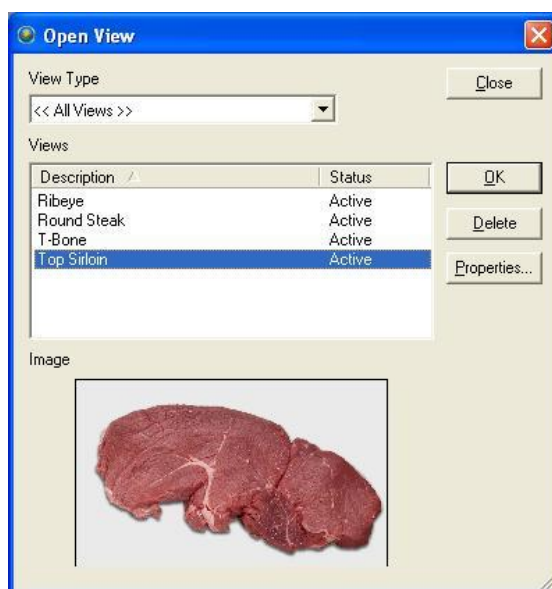 Open View
View Type
Close
<< All Views >>
Views
Description Status
OK
Ribeye Active
Round Steak Active
Delete
T-Bone Active
Top Sirloin Active
Properties...
Image